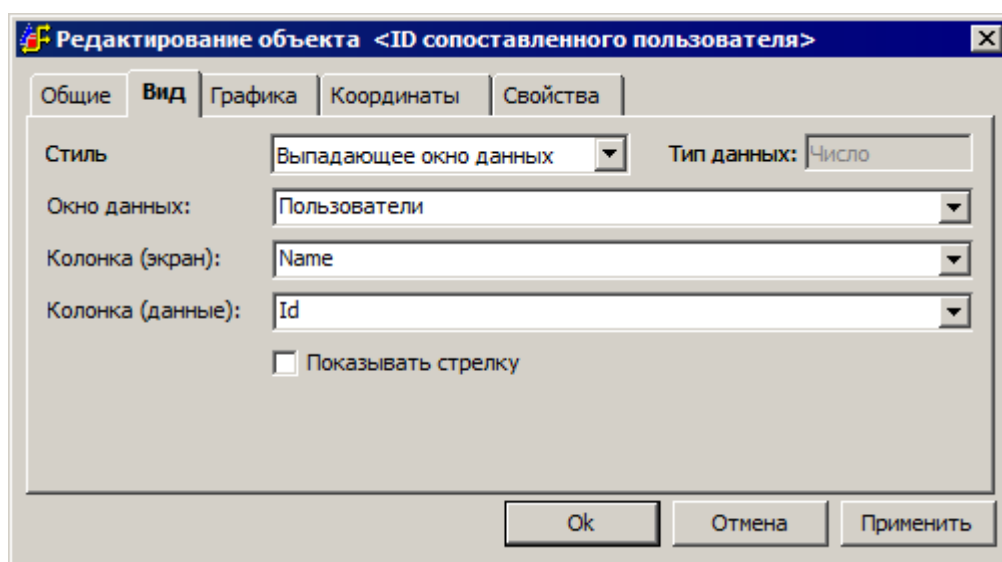 Редактирование объекта <ID сопоставленного пользователя>
Общие Вид Графика Координаты Свойства
Стиль Выпадающее окно данных Тип данных: Число
Окно данных: Пользователи
Колонка (экран): Name
Колонка (данные): Id
Показывать стрелку
Ok Отмена Применить